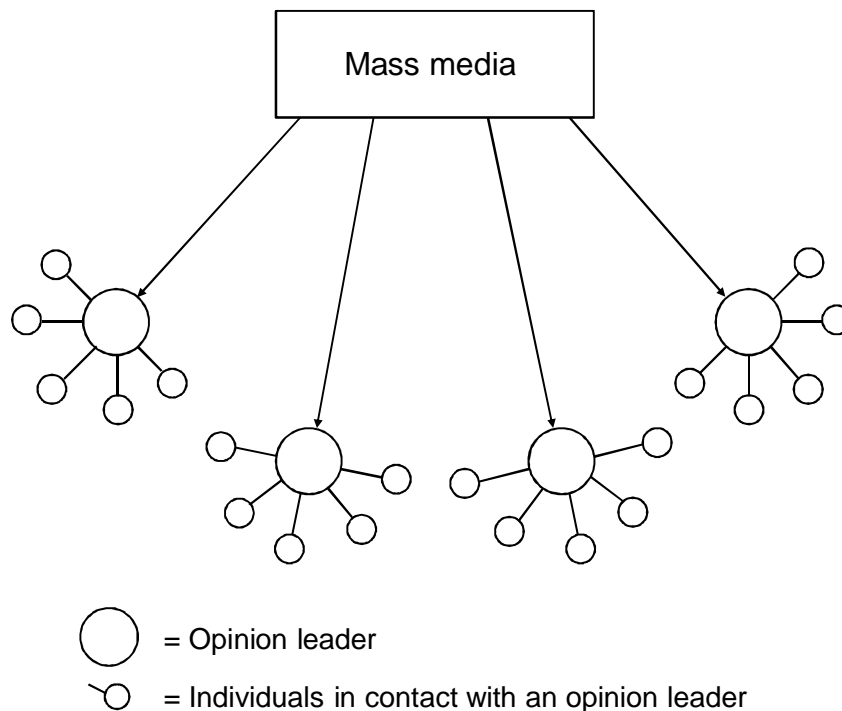 Mass media
= Opinion leader
= Individuals in contact with an opinion leader